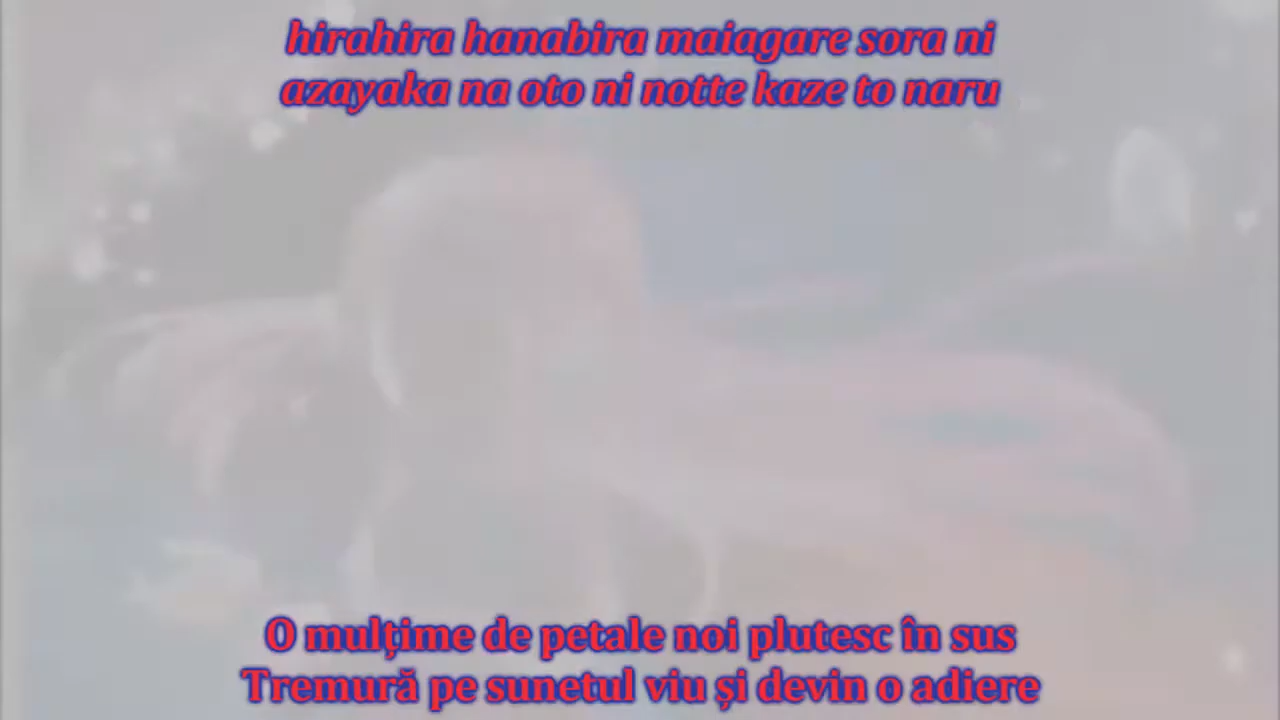 hirahira hanabira maiagare sora ni
azayaka na oto ni notte kaze to naru
O mulțime de petale noi plutesc în sus
Tremură pe sunetul viu și devin o adiere